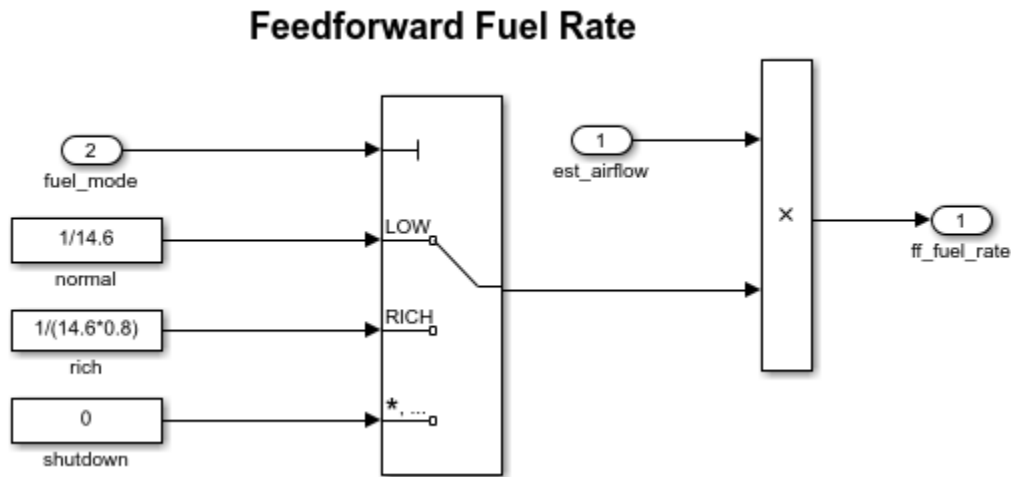 Feedforward Fuel Rate
2
fuel_mode
1/14.6
normal
1/(14.6*0.8)
rich
0
shutdown
LOW
RICH
*, ...
1
est_airflow
×
1
ff_fuel_rate